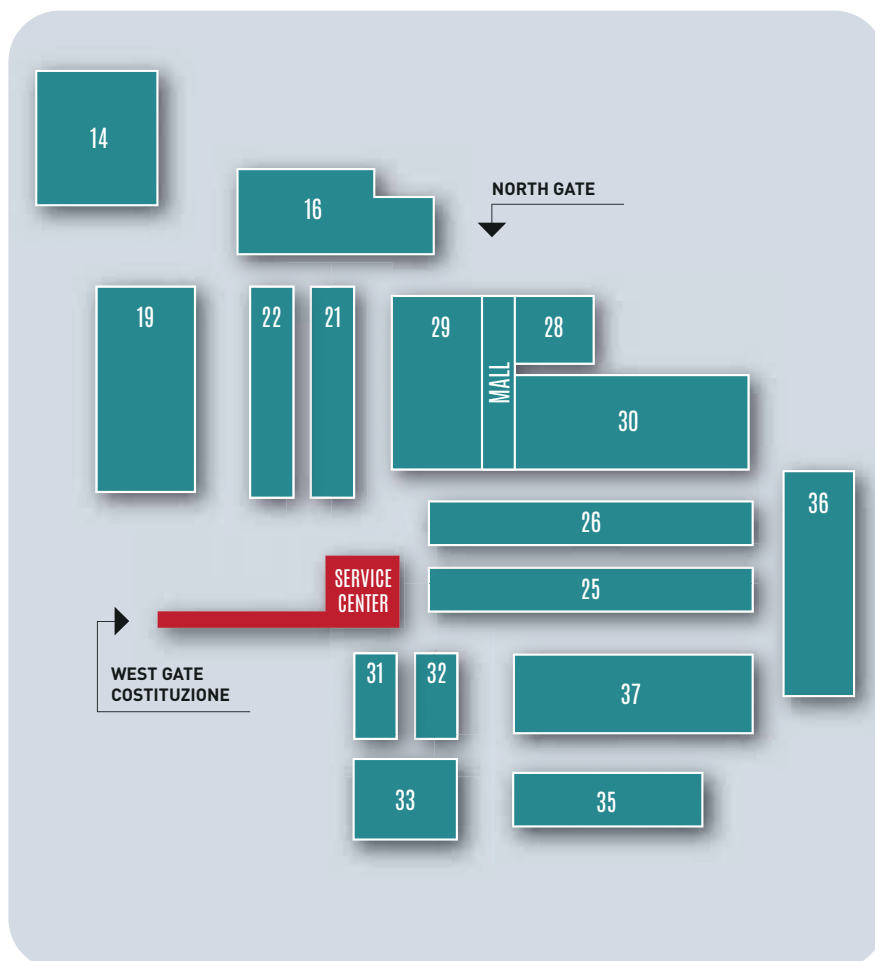 14
16
NORTH GATE
19
22
21
29
MALL
28
30
36
26
SERVICE
CENTER
25
WEST GATE
COSTITUZIONE
31
32
37
33
35